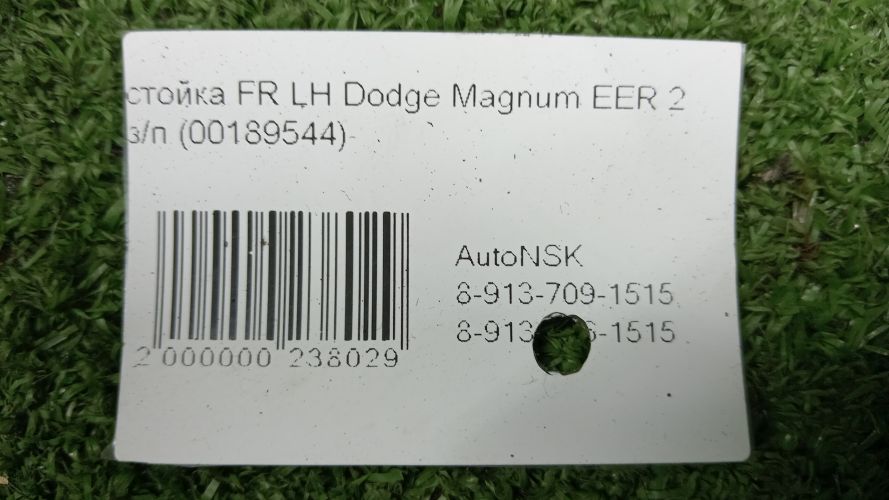 стойка FR LH Dodge Magnum EER 2
з/п (00189544)
AutoNSK
8-913-709-1515
2 000000 238029